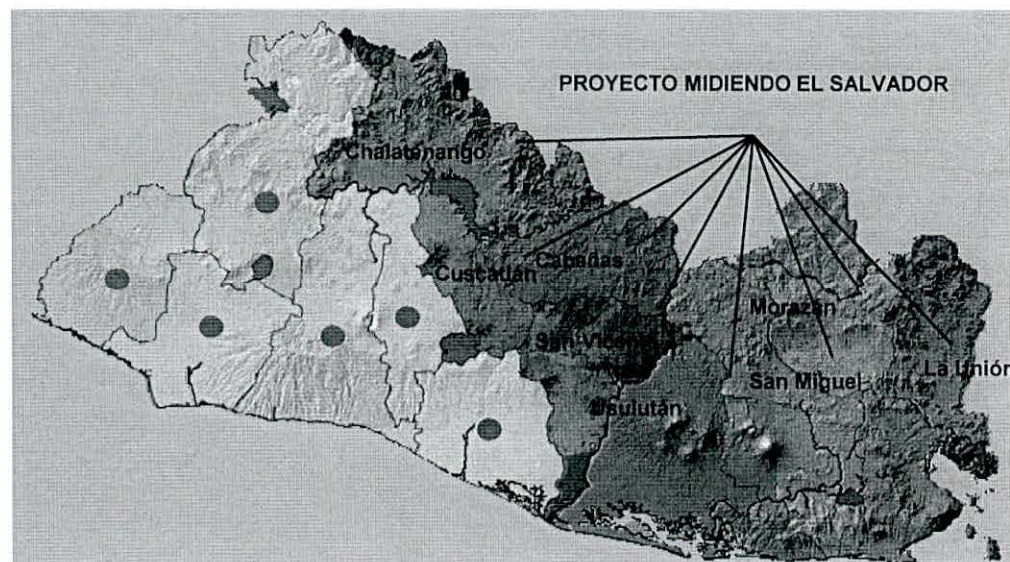 PROYECTO MIDIENDO EL SALVADOR
Chalatenango
Cuscatlán
Cabañas
San Vicente
Morazán
San Miguel
La Unión
Usulután